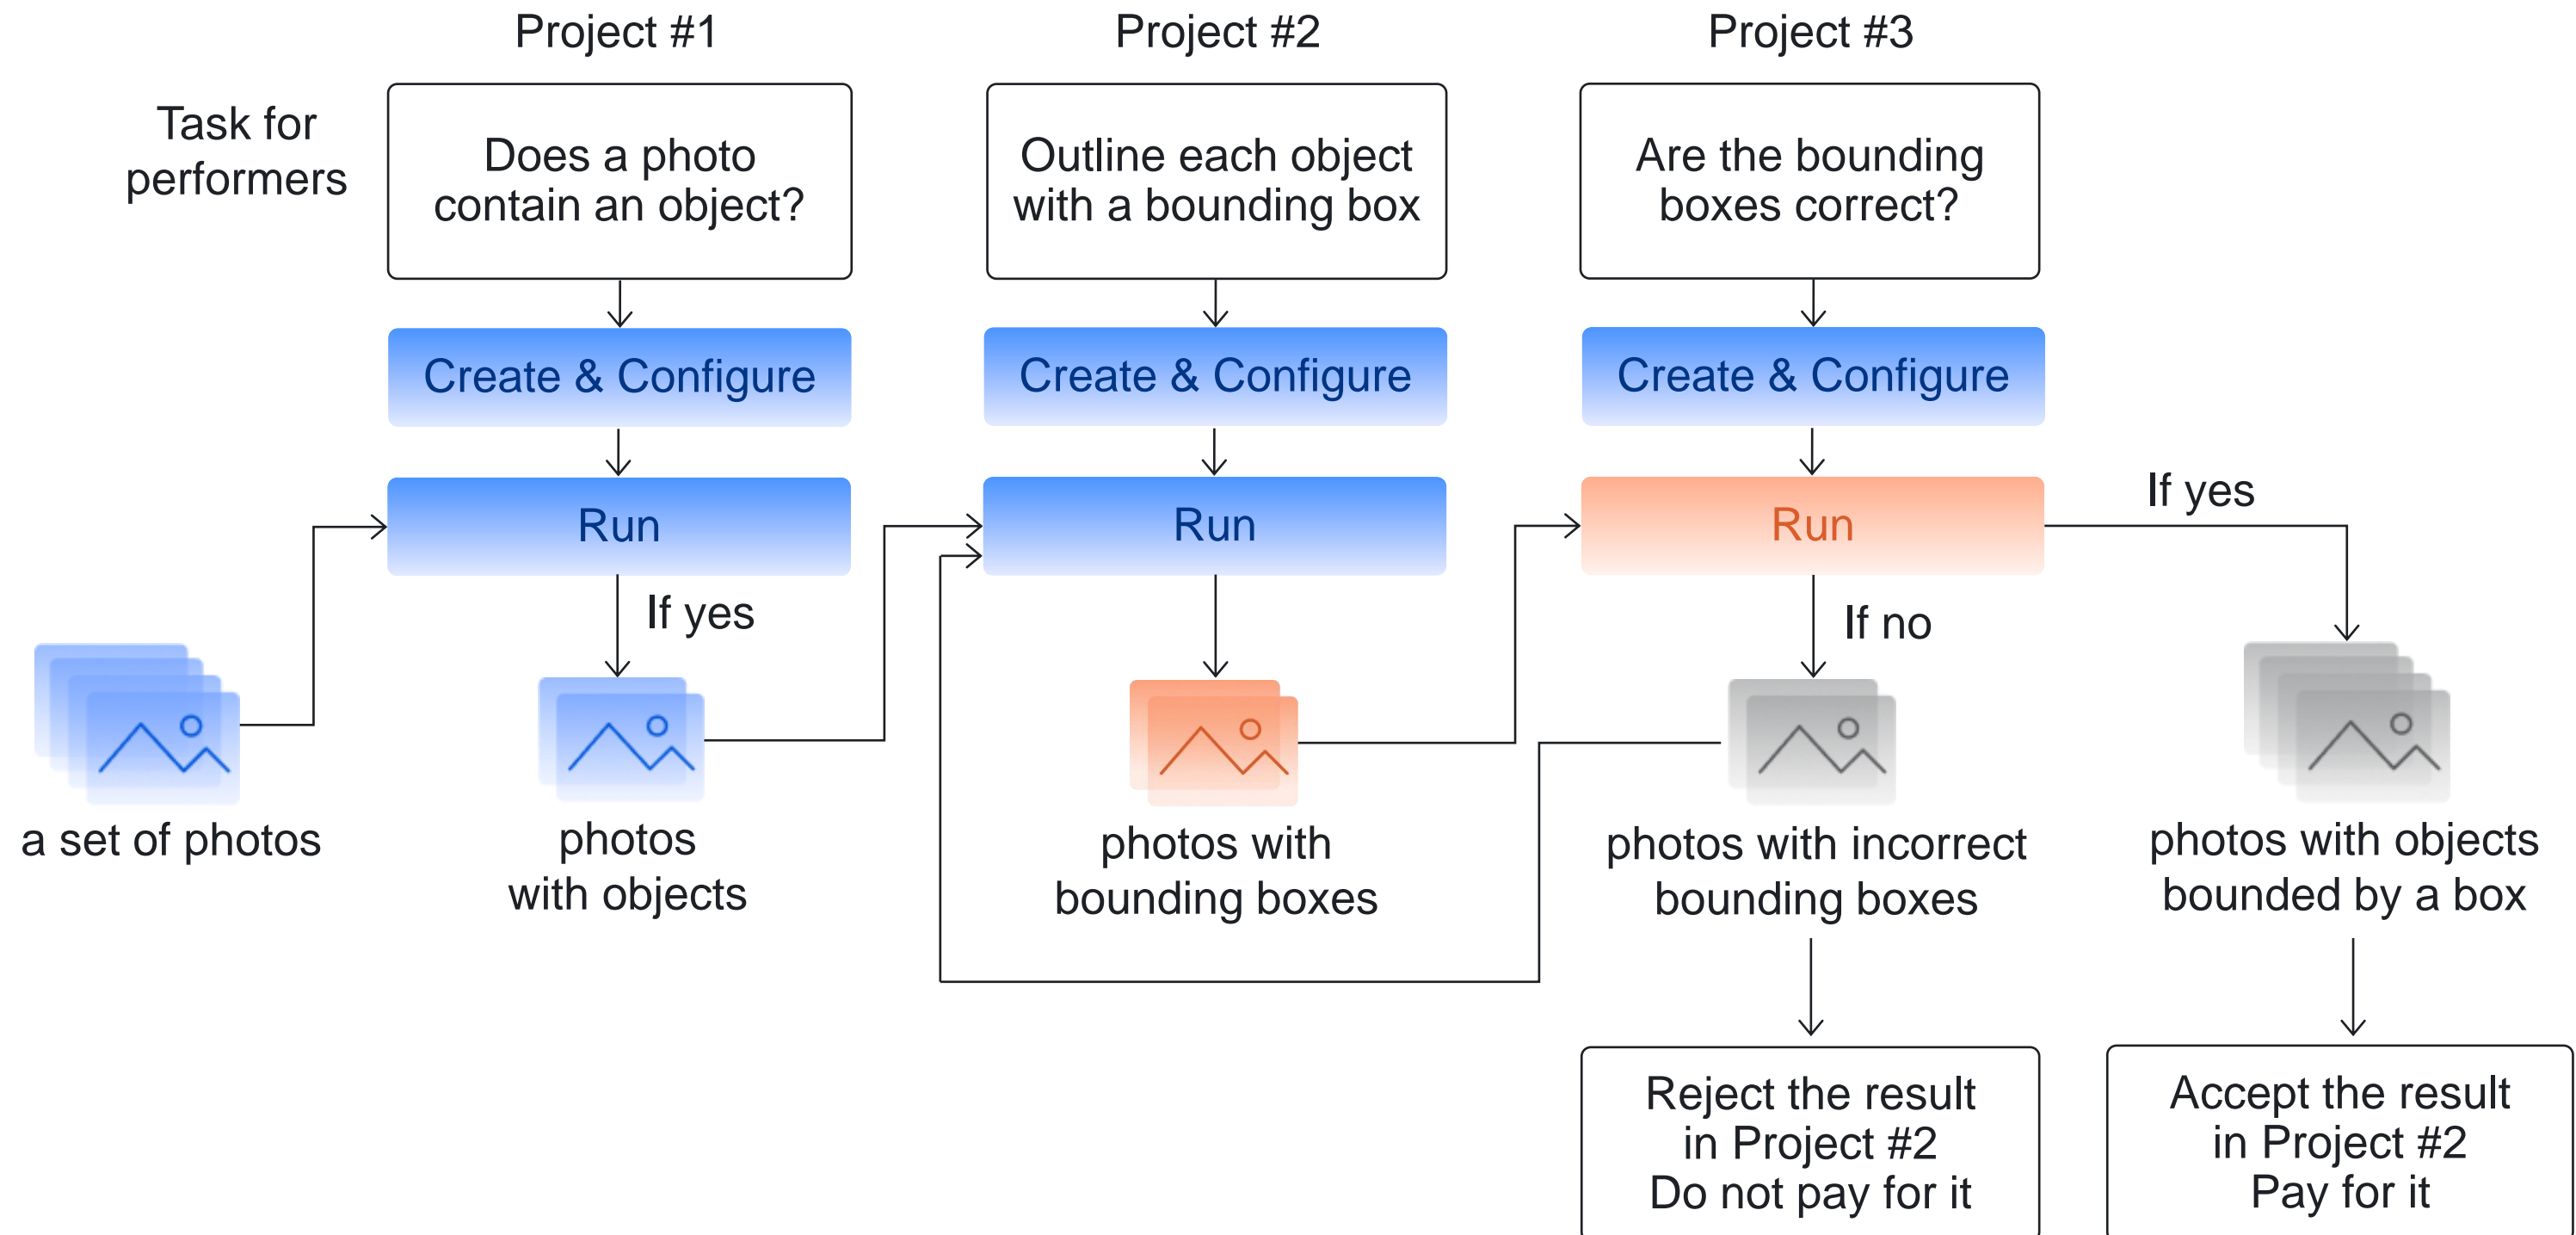 Project #1
Project #2
Project #3
Task for
performers
Does a photo
contain an object?
Outline each object
with a bounding box
Are the bounding
boxes correct?
Create & Configure
Create & Configure
Create & Configure
Run
Run
Run
If yes
If yes
If no
a set of photos
photos
with objects
photos with
bounding boxes
photos with incorrect
bounding boxes
photos with objects
bounded by a box
Reject the result
in Project #2
Do not pay for it
Accept the result
in Project #2
Pay for it